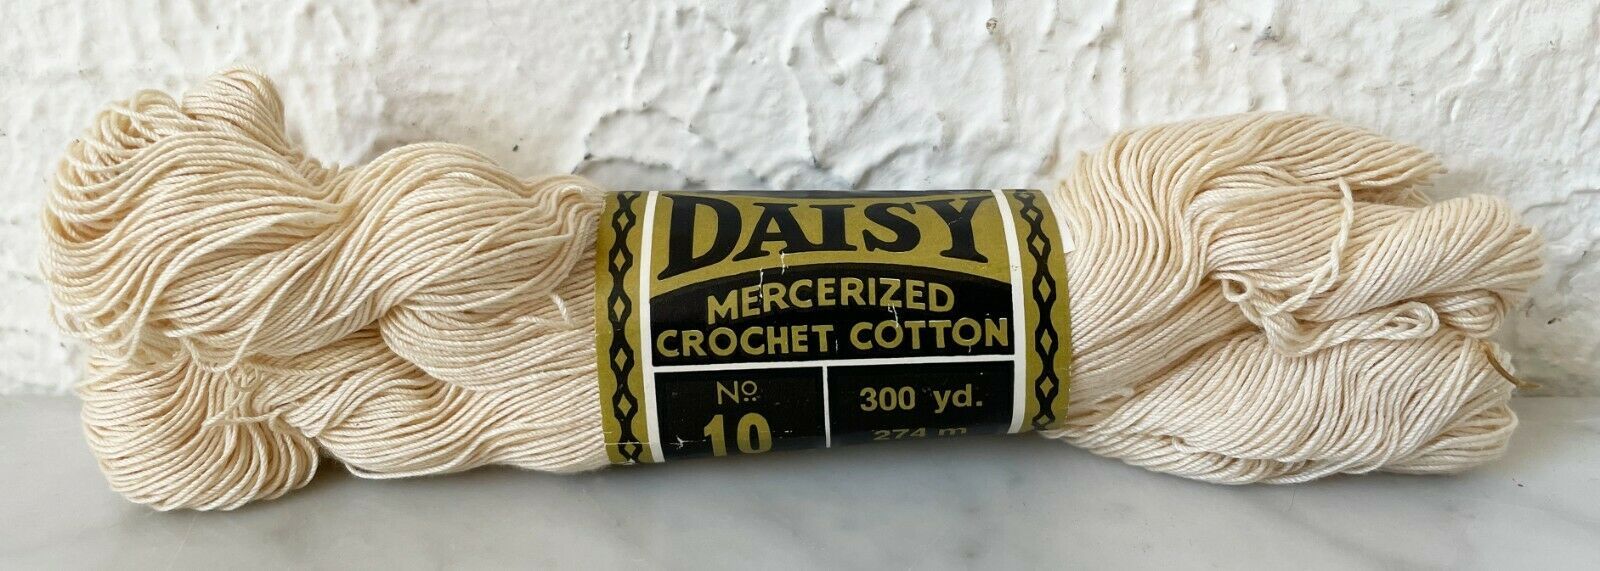 DAISY
MERCERIZED
CROCHET COTTON
No.
10
300 yd.
274 m